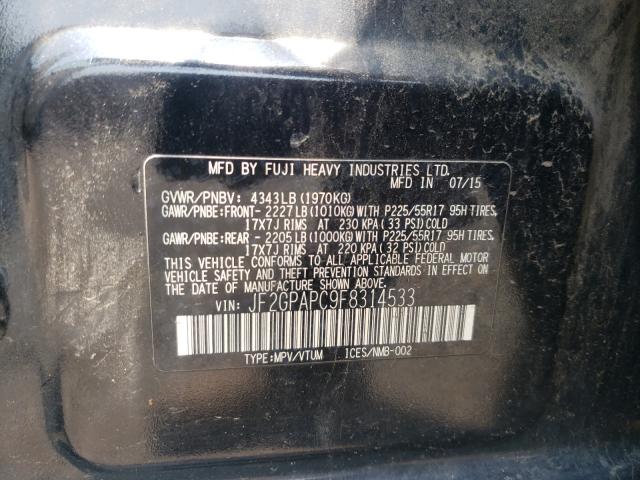 MFD BY FUJI HEAVY INDUSTRIES LTD.
MFD IN 07/15
GVWR/PNBV: 4343LB (1970KG)
GAWR/PNBE:FRONT- 2227LB (1010KG)WITH P225/55R17 95H TIRES,
17X7J RIMS AT 230 KPA (33 PSI)COLD
GAWR/PNBE:REAR - 2205LB (1000KG)WITH P225/55R17 95H TIRES,
17X7J RIMS AT 220 KPA (32 PSI)COLD
THIS VEHICLE CONFORMS TO ALL APPLICABLE FEDERAL MOTOR
VEHICLE SAFETY AND THEFT PREVENTION STANDARDS IN EFFECT
ON THE DATE OF MANUFACTURE SHOWN ABOVE.
VIN: JF2GPAPC9F8314533
TYPE:MPV/VTUM ICES/NMB-002